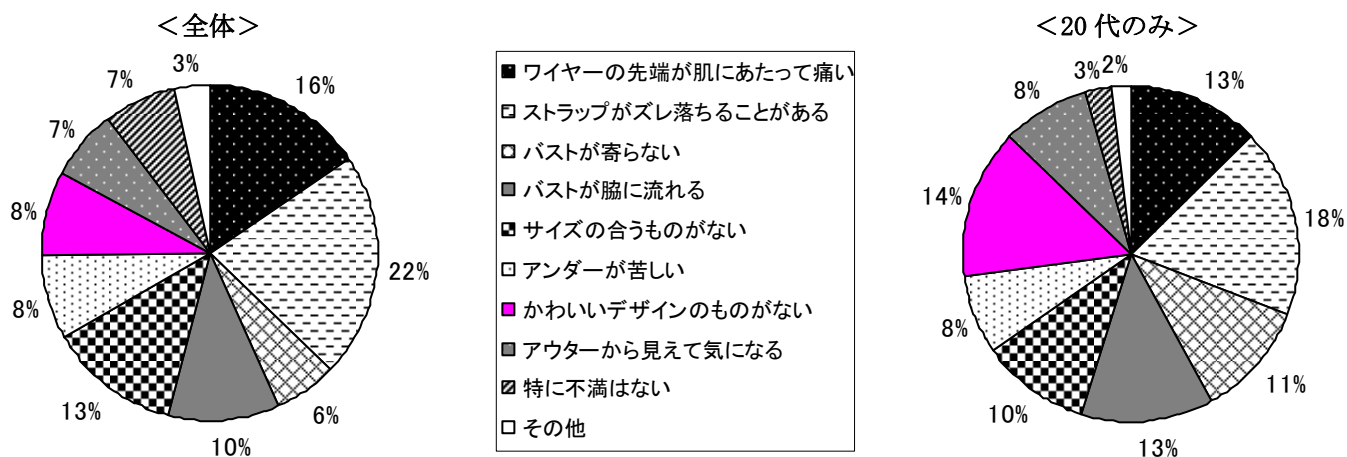 ＜全体＞
16%
22%
6%
10%
13%
8%
8%
7%
7%
3%
ワイヤーの先端が肌にあたって痛い
ストラップがズレ落ちることがある
バストが寄らない
バストが脇に流れる
サイズの合うものがない
アンダーが苦しい
かわいいデザインのものがない
アウターから見えて気になる
特に不満はない
その他
＜20 代のみ＞
13%
18%
11%
13%
10%
8%
14%
8%
3%
2%